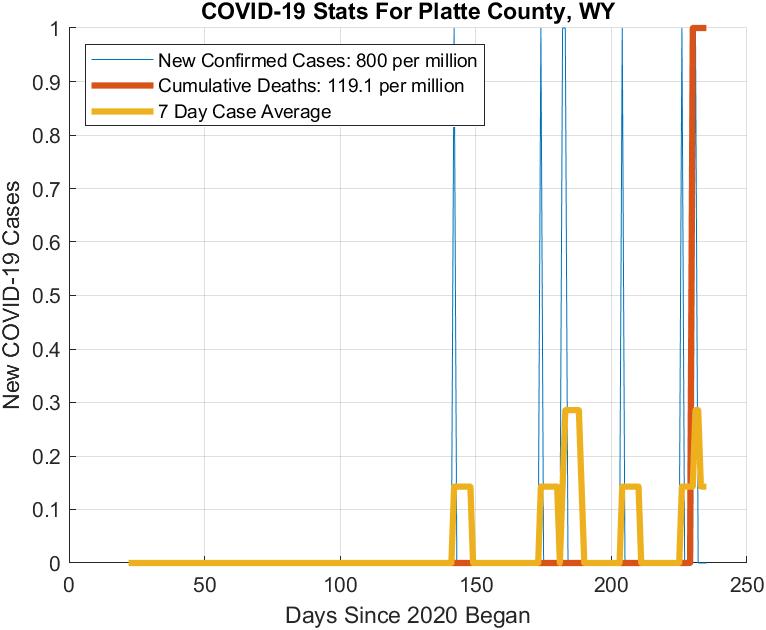 COVID-19 Stats For Platte County, WY
New Confirmed Cases: 800 per million
Cumulative Deaths: 119.1 per million
7 Day Case Average
New COVID-19 Cases
1
0.9
0.8
0.7
0.6
0.5
0.4
0.3
0.2
0.1
0
0 50 100 150 200 250
Days Since 2020 Began